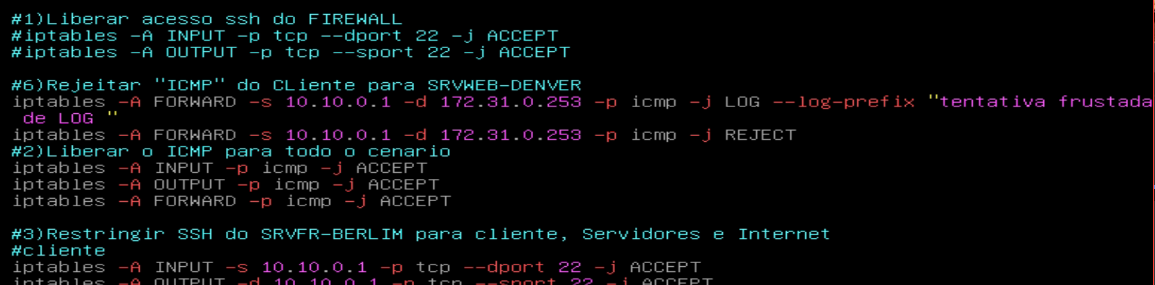 #1)Liberar acesso ssh do FIREWALL
#iptables -A INPUT -p tcp --dport 22 -j ACCEPT
#iptables -A OUTPUT -p tcp --sport 22 -j ACCEPT
#6)Rejeitar "ICMP" do CLiente para SRVWEB-DENVER
iptables -A FORWARD -s 10.10.0.1 -d 172.31.0.253 -p icmp -j LOG --log-prefix "tentativa frustada
de LOG "
iptables -A FORWARD -s 10.10.0.1 -d 172.31.0.253 -p icmp -j REJECT
#2)Liberar o ICMP para todo o cenario
iptables -A INPUT -p icmp -j ACCEPT
iptables -A OUTPUT -p icmp -j ACCEPT
iptables -A FORWARD -p icmp -j ACCEPT
#3)Restringir SSH do SRVFR-BERLIM para cliente, Servidores e Internet
#cliente
iptables -A INPUT -s 10.10.0.1 -p tcp --dport 22 -j ACCEPT
iptables -A OUTPUT -d 10.10.0.1 -p tcp --sport 22 -j ACCEPT